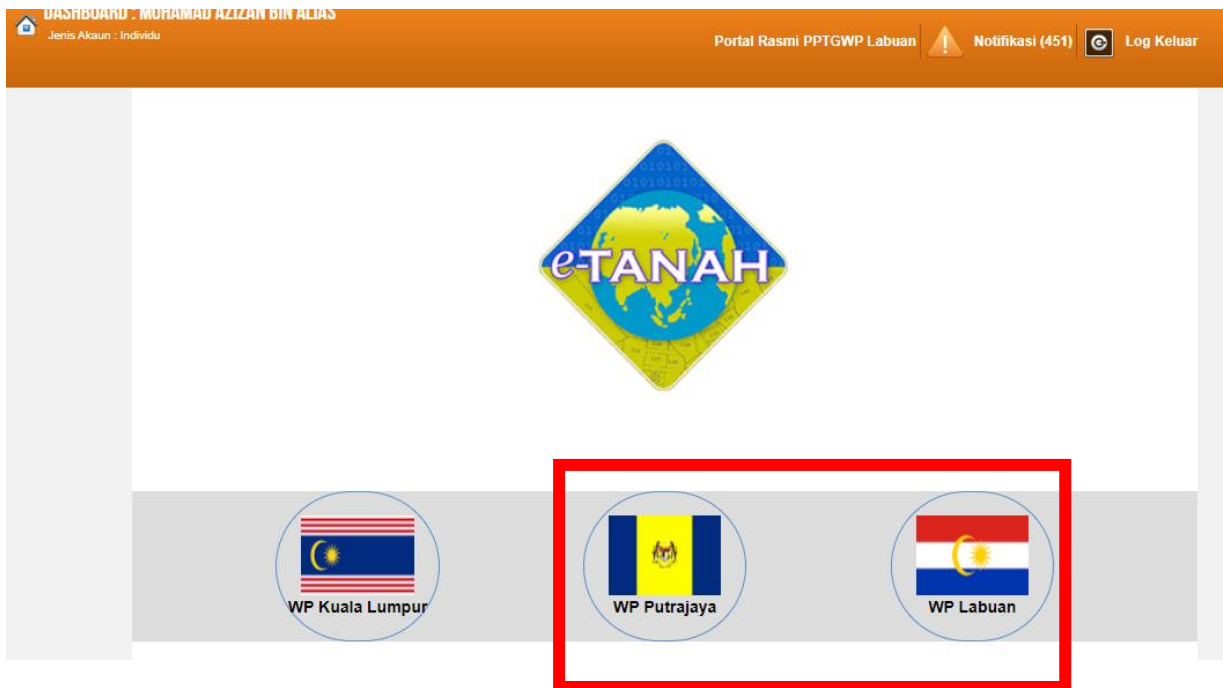 DASHBOARD : MOHAMAD AZIZAN BIN ALIAS
Jenis Akaun : Individu
Portal Rasmi PPTGWP Labuan
Notifikasi (451)
Log Keluar
e-TANAH
WP Kuala Lumpur
WP Putrajaya
WP Labuan